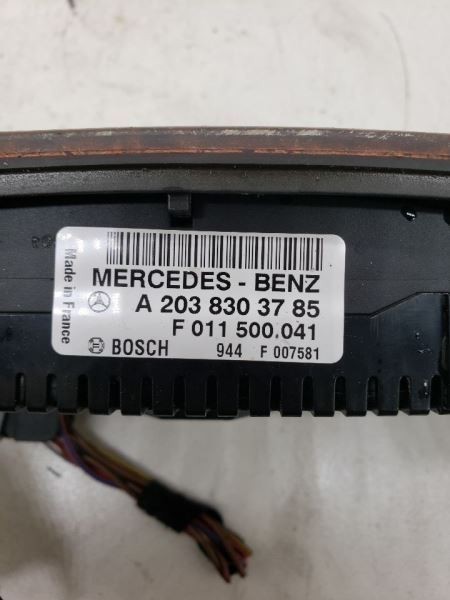 Made in France
MERCEDES - BENZ
A 203 830 37 85
F 011 500.041
BOSCH 944 F 007581